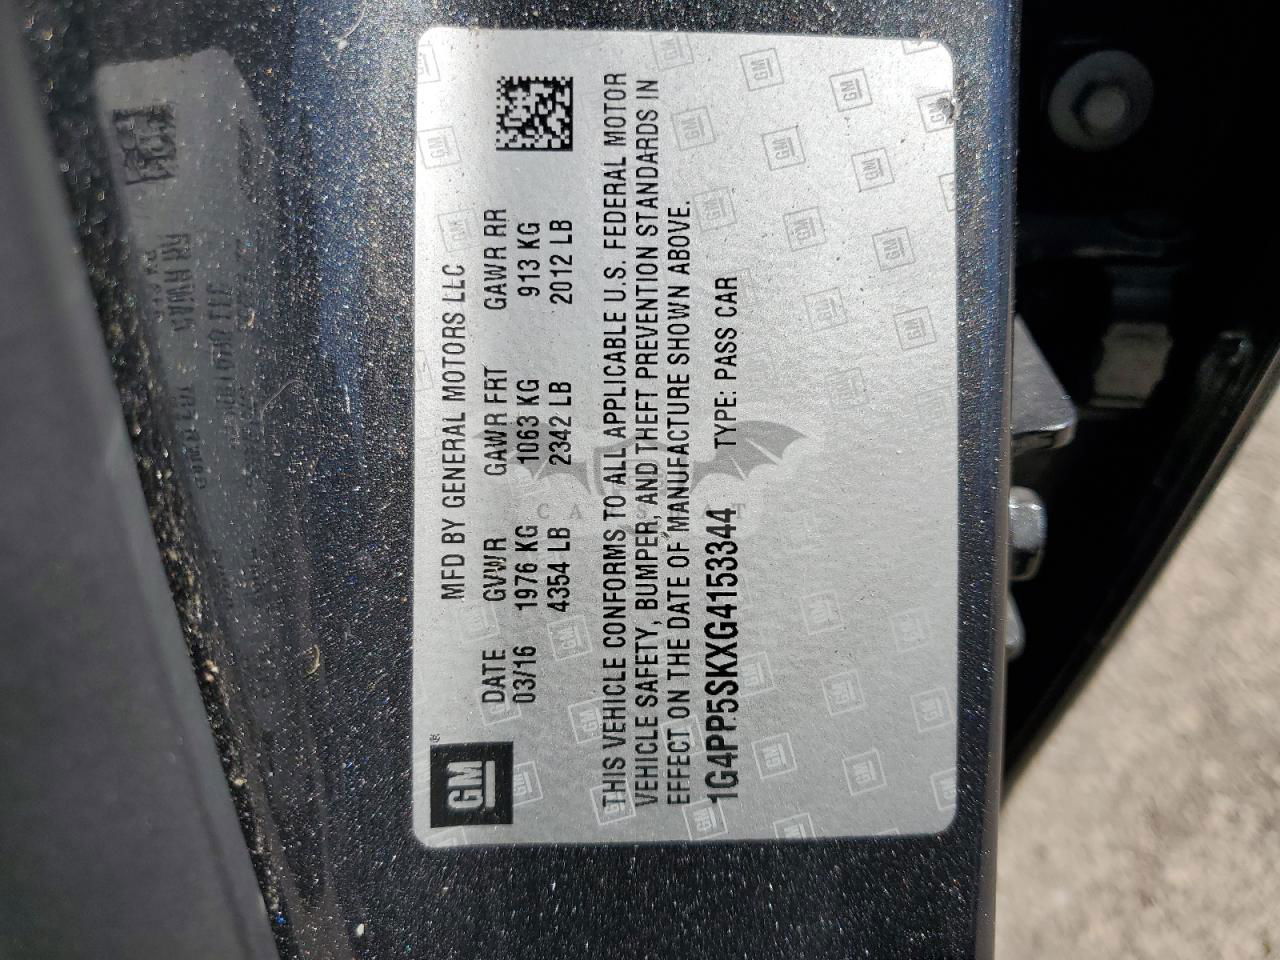 GM ®
MFD BY GENERAL MOTORS LLC
DATE GVWR GAWR FRT GAWR RR
03/16 1976 KG 1063 KG 913 KG
4354 LB 2342 LB 2012 LB
THIS VEHICLE CONFORMS TO ALL APPLICABLE U.S. FEDERAL MOTOR
VEHICLE SAFETY, BUMPER, AND THEFT PREVENTION STANDARDS IN
EFFECT ON THE DATE OF MANUFACTURE SHOWN ABOVE.
1G4PP5SKXG4153344 TYPE: PASS CAR